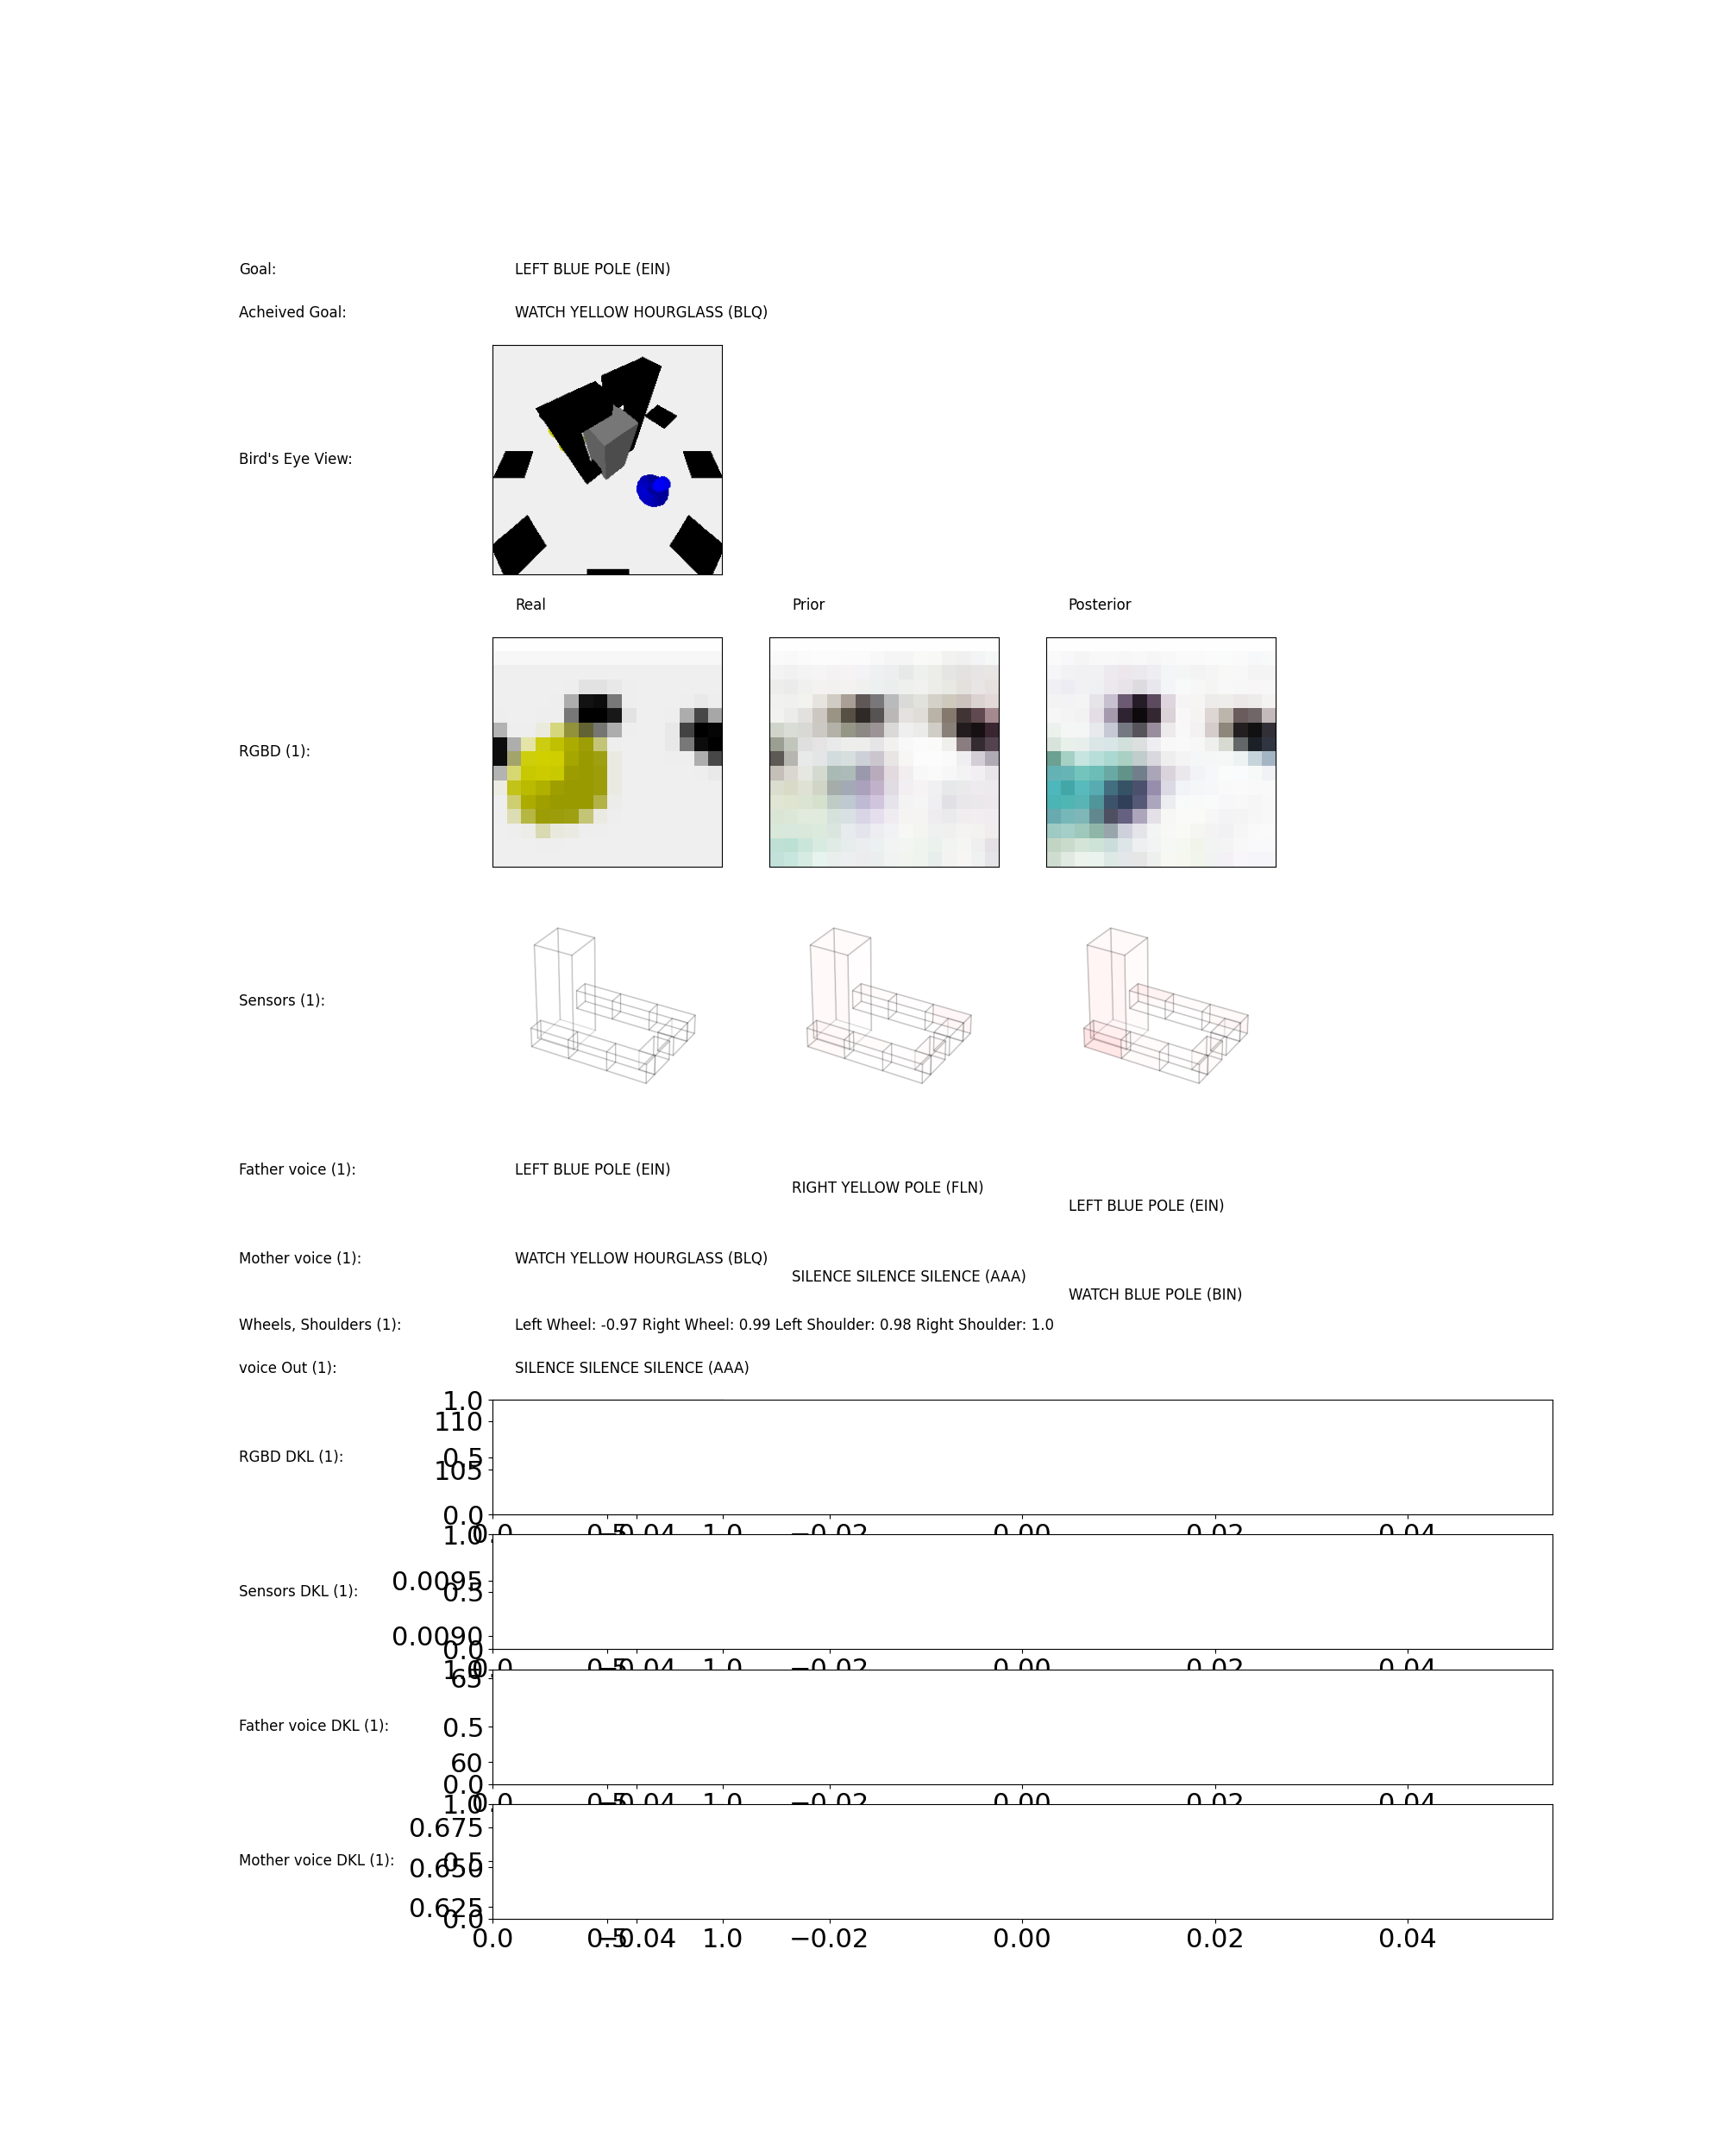 Goal: LEFT BLUE POLE (EIN)
Acheived Goal: WATCH YELLOW HOURGLASS (BLQ)
Bird's Eye View:
Real Prior Posterior
RGBD (1):
Sensors (1):
Father voice (1): LEFT BLUE POLE (EIN)
RIGHT YELLOW POLE (FLN)
LEFT BLUE POLE (EIN)
Mother voice (1): WATCH YELLOW HOURGLASS (BLQ)
SILENCE SILENCE SILENCE (AAA)
WATCH BLUE POLE (BIN)
Wheels, Shoulders (1): Left Wheel: -0.97 Right Wheel: 0.99 Left Shoulder: 0.98 Right Shoulder: 1.0
voice Out (1): SILENCE SILENCE SILENCE (AAA)
1.0
110
RGBD DKL (1): 0.5
105
0.0
0.0 0.5 −0.04 1.0 −0.02 0.00 0.02 0.04
1.0
0.0095
Sensors DKL (1): 0.5
0.0090
0.0
0.0 0.5 −0.04 1.0 −0.02 0.00 0.02 0.04
1.0
65
Father voice DKL (1): 0.5
60
0.0
0.0 0.5 −0.04 1.0 −0.02 0.00 0.02 0.04
1.0
0.675
Mother voice DKL (1): 0.5
0.650
0.625
0.0
0.0 0.5 −0.04 1.0 −0.02 0.00 0.02 0.04